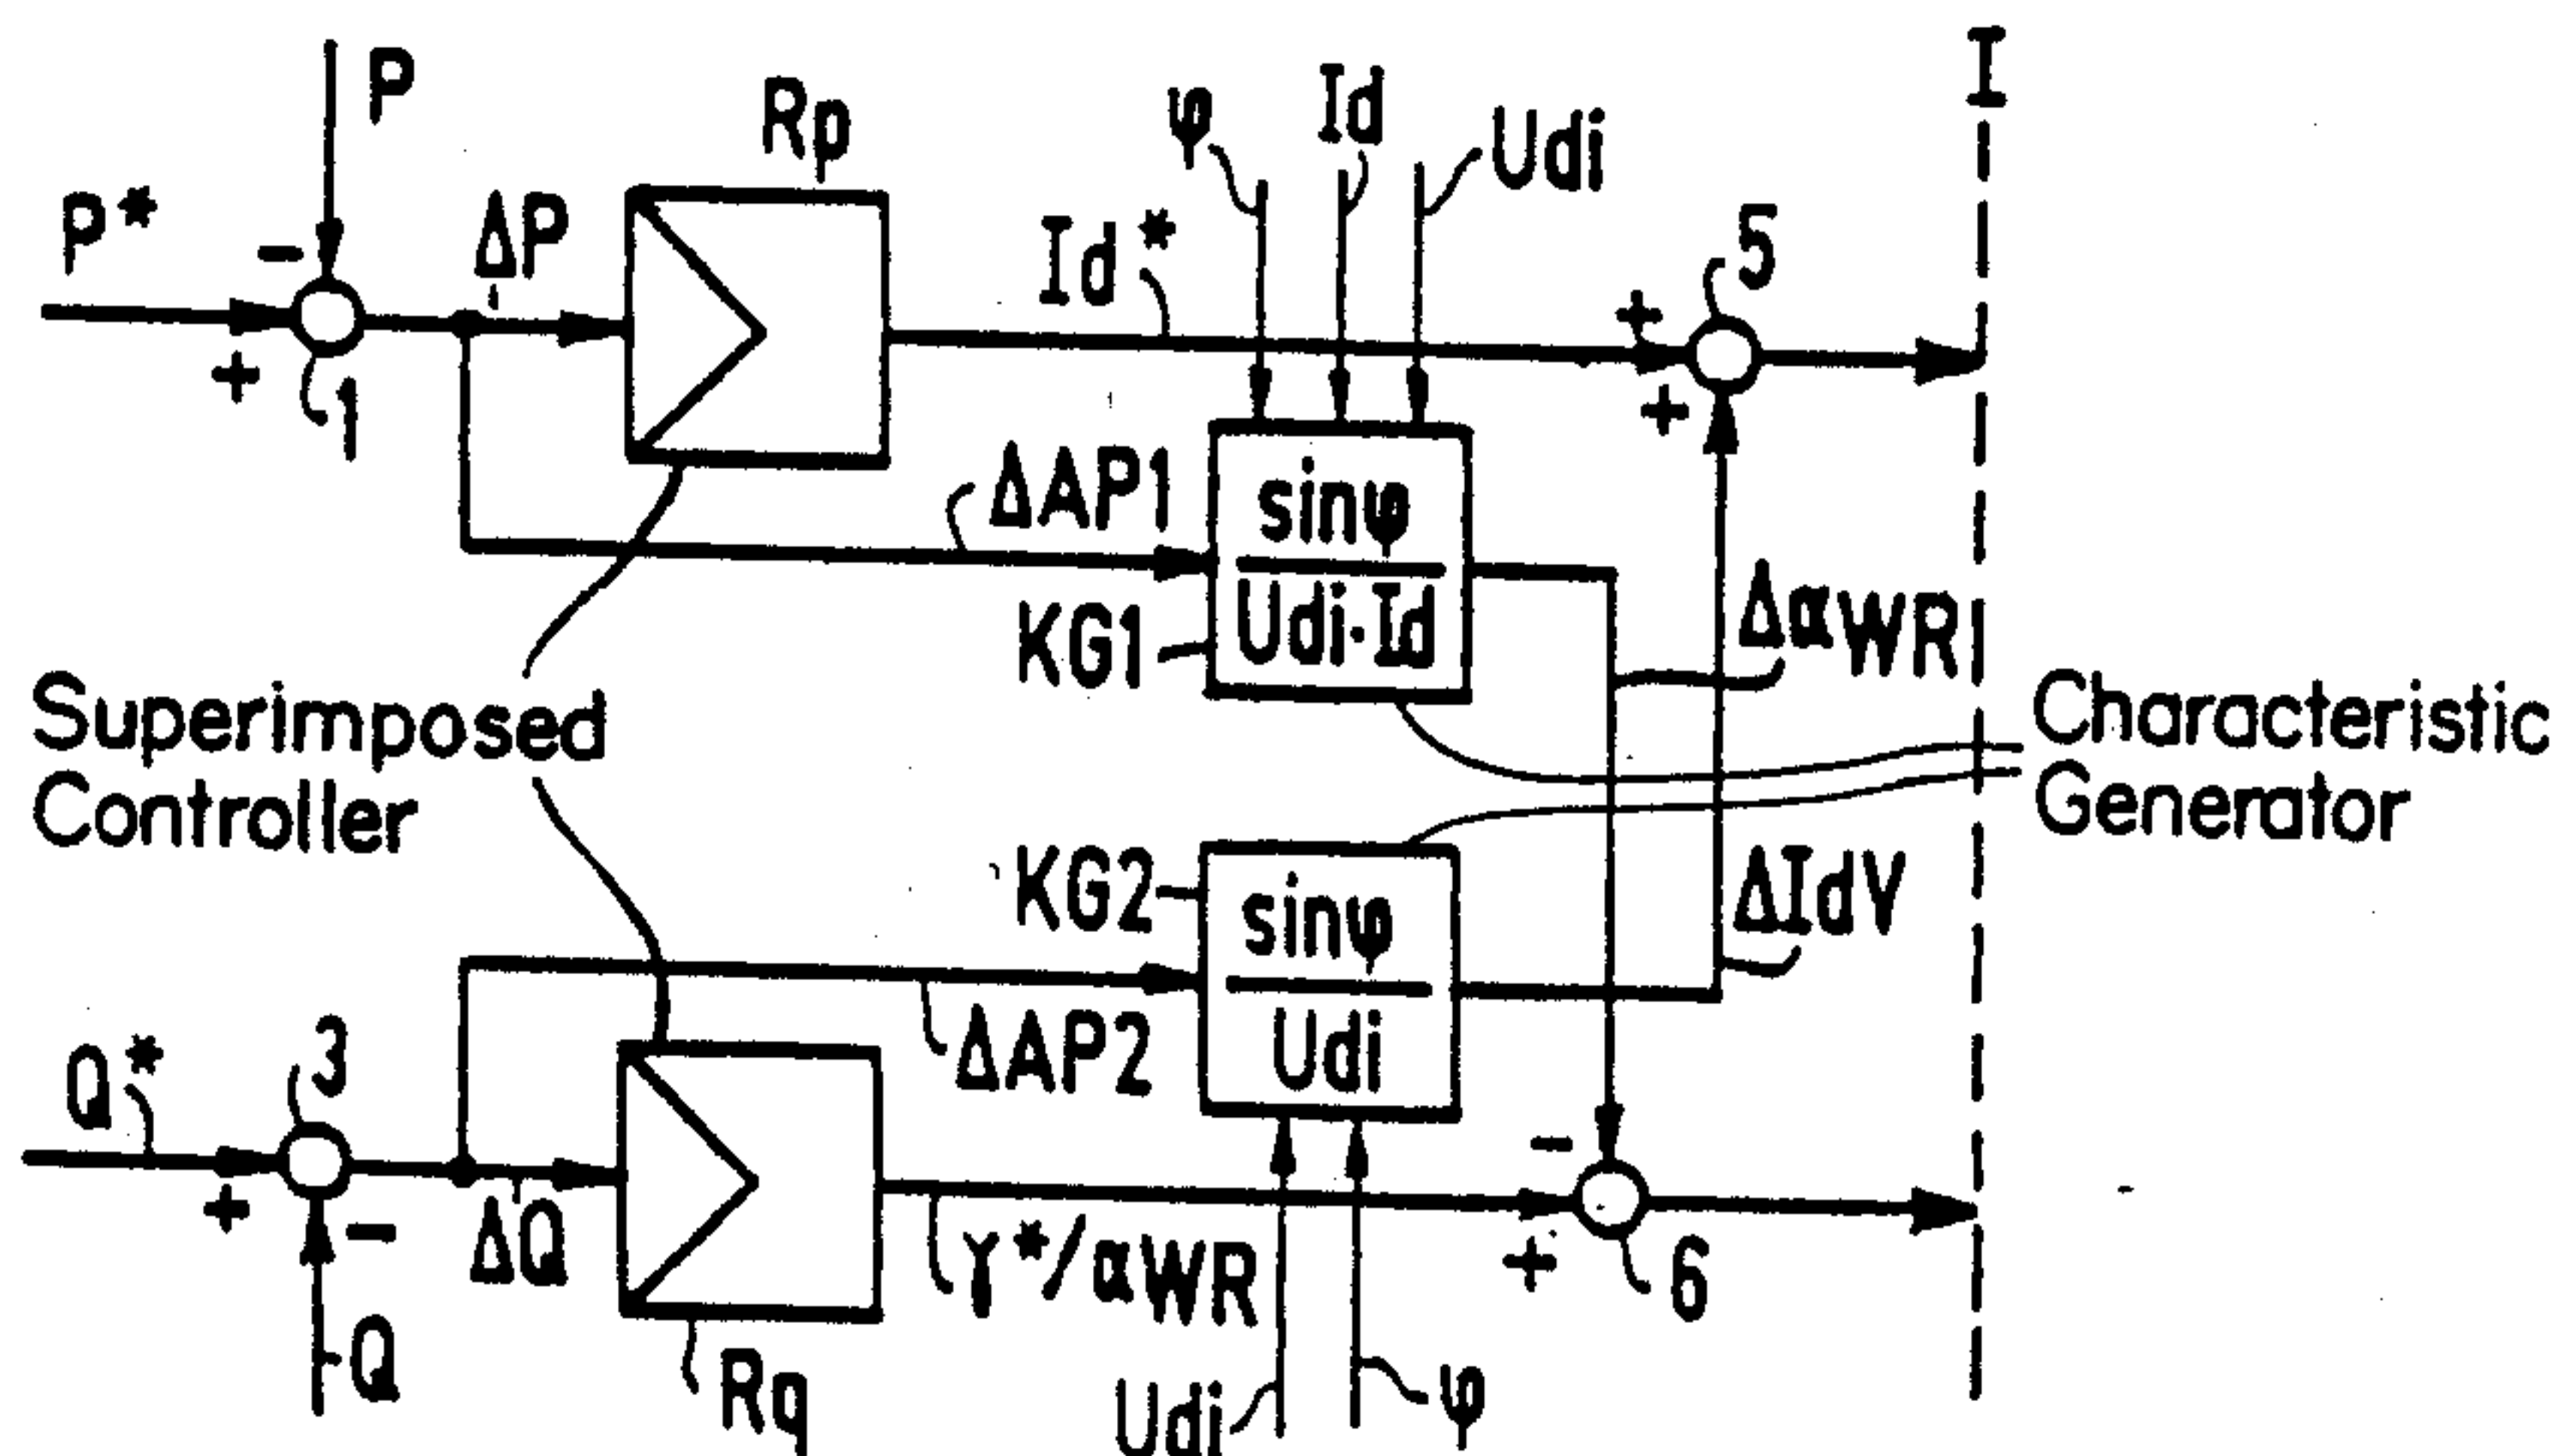 P
P*
-
+
1
ΔP
Rp
Id*
φ
Id
Udi
+
+
5
I
ΔAP1
KG1
sinφ
Udi·Id
ΔαWR
Superimposed
Controller
Characteristic
Generator
KG2
sinφ
Udi
ΔIdV
ΔAP2
Q*
3
+
-
Q
ΔQ
Rq
γ*/αWR
Udi
φ
-
+
6